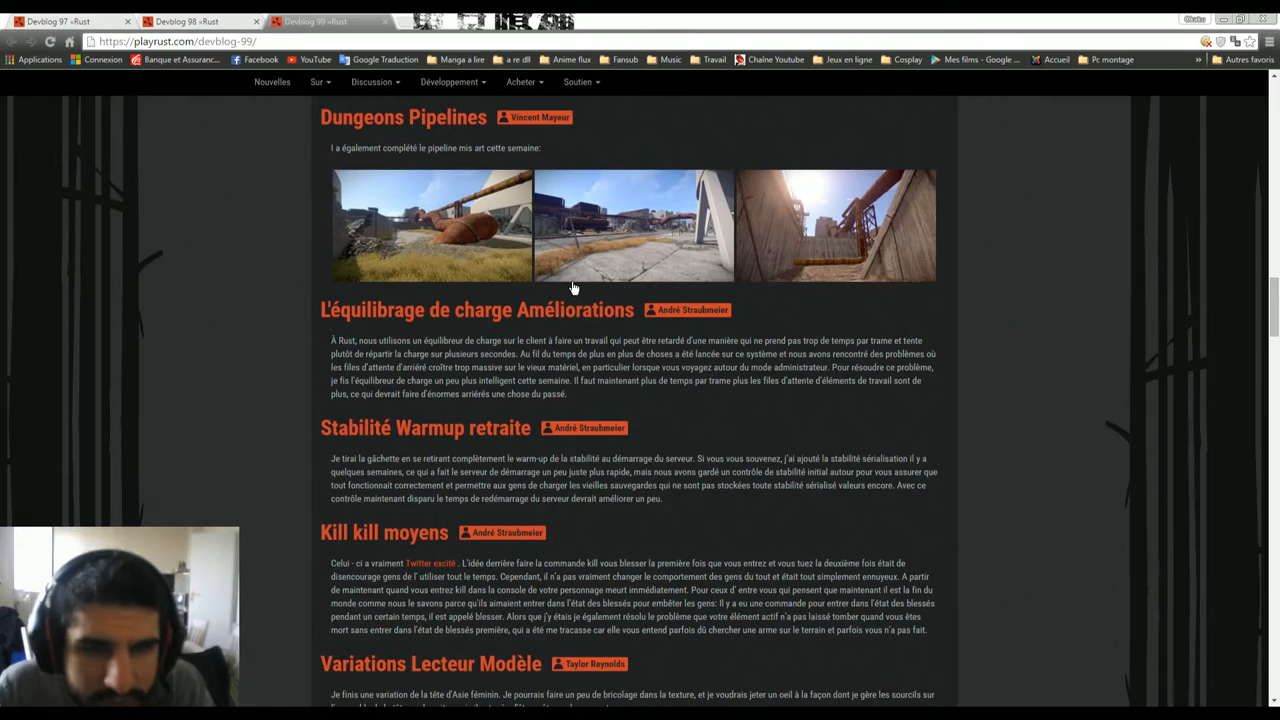 Devblog 97 «Rust
Devblog 98 «Rust
Devblog 99 «Rust
Otaku
https://playrust.com/devblog-99/
Applications
Connexion
Banque et Assuranc...
Facebook
YouTube
Google Traduction
Manga a lire
a re dll
Anime flux
Fansub
Music
Travail
Chaîne Youtube
Jeux en ligne
Cosplay
Mes films - Google ...
Accueil
Pc montage
»
Autres favoris
Nouvelles
Sur
Discussion
Développement
Acheter
Soutien
Dungeons Pipelines
Vincent Mayeur
I a également complété le pipeline mis art cette semaine:
L'équilibrage de charge Améliorations
André Straubmeier
À Rust, nous utilisons un équilibreur de charge sur le client à faire un travail qui peut être retardé d'une manière qui ne prend pas trop de temps par trame et tente
plutôt de répartir la charge sur plusieurs secondes. Au fil du temps de plus en plus de choses a été lancée sur ce système et nous avons rencontré des problèmes où
les files d'attente d'arriéré croître trop massive sur le vieux matériel, en particulier lorsque vous voyagez autour du mode administrateur. Pour résoudre ce problème,
je fis l'équilibreur de charge un peu plus intelligent cette semaine. Il faut maintenant plus de temps par trame plus les files d'attente d'éléments de travail sont de
plus, ce qui devrait faire d'énormes arriérés une chose du passé.
Stabilité Warmup retraite
André Straubmeier
Je tirai la gâchette en se retirant complètement le warm-up de la stabilité au démarrage du serveur. Si vous vous souvenez, j'ai ajouté la stabilité sérialisation il y a
quelques semaines, ce qui a fait le serveur de démarrage un peu juste plus rapide, mais nous avons gardé un contrôle de stabilité initial autour pour vous assurer que
tout fonctionnait correctement et permettre aux gens de charger les vieilles sauvegardes qui ne sont pas stockées toute stabilité sérialisé valeurs encore. Avec ce
contrôle maintenant disparu le temps de redémarrage du serveur devrait améliorer un peu.
Kill kill moyens
André Straubmeier
Celui - ci a vraiment Twitter excité . L'idée derrière faire la commande kill vous blesser la première fois que vous entrez et vous tuez la deuxième fois était de
disencourage gens de l' utiliser tout le temps. Cependant, il n'a pas vraiment changer le comportement des gens du tout et était tout simplement ennuyeux. A partir
de maintenant quand vous entrez kill dans la console de votre personnage meurt immédiatement. Pour ceux d' entre vous qui pensent que maintenant il est la fin du
monde comme nous le savons parce qu'ils aimaient entrer dans l'état des blessés pour embêter les gens: Il y a eu une commande pour entrer dans l'état des blessés
pendant un certain temps, il est appelé blesser. Alors que j'y étais je également résolu le problème que votre élément actif n'a pas laissé tomber quand vous êtes
mort sans entrer dans l'état de blessés première, qui a été me tracasse car elle vous entend parfois dû chercher une arme sur le terrain et parfois vous n'a pas fait.
Variations Lecteur Modèle
Taylor Reynolds
Je finis une variation de la tête d'Asie féminin. Je pourrais faire un peu de bricolage dans la texture, et je voudrais jeter un oeil à la façon dont je gère les sourcils sur